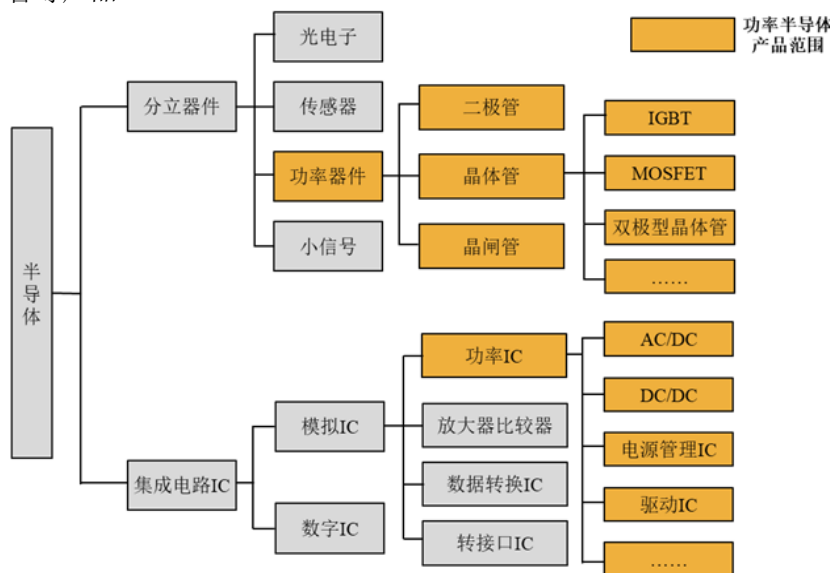 功率半导体
产品范围
半导体
分立器件
光电子
传感器
功率器件
小信号
二极管
晶体管
晶闸管
IGBT
MOSFET
双极型晶体管
……
集成电路IC
模拟IC
数字IC
功率IC
放大器比较器
数据转换IC
转接口IC
AC/DC
DC/DC
电源管理IC
驱动IC
……